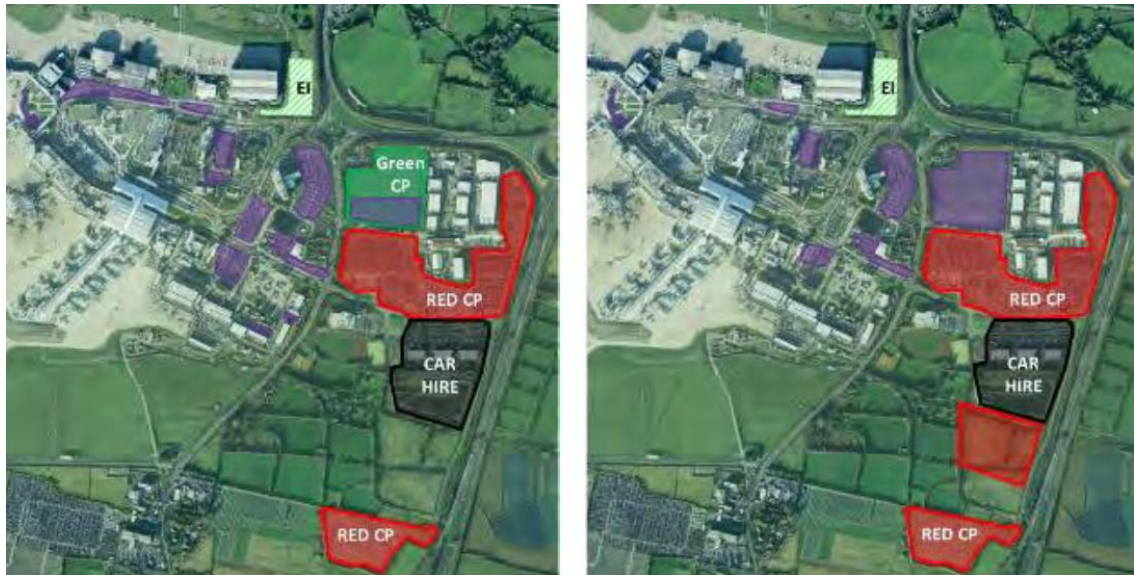 EI
Green
CP
RED CP
CAR
HIRE
RED CP
EI
RED CP
CAR
HIRE
RED CP